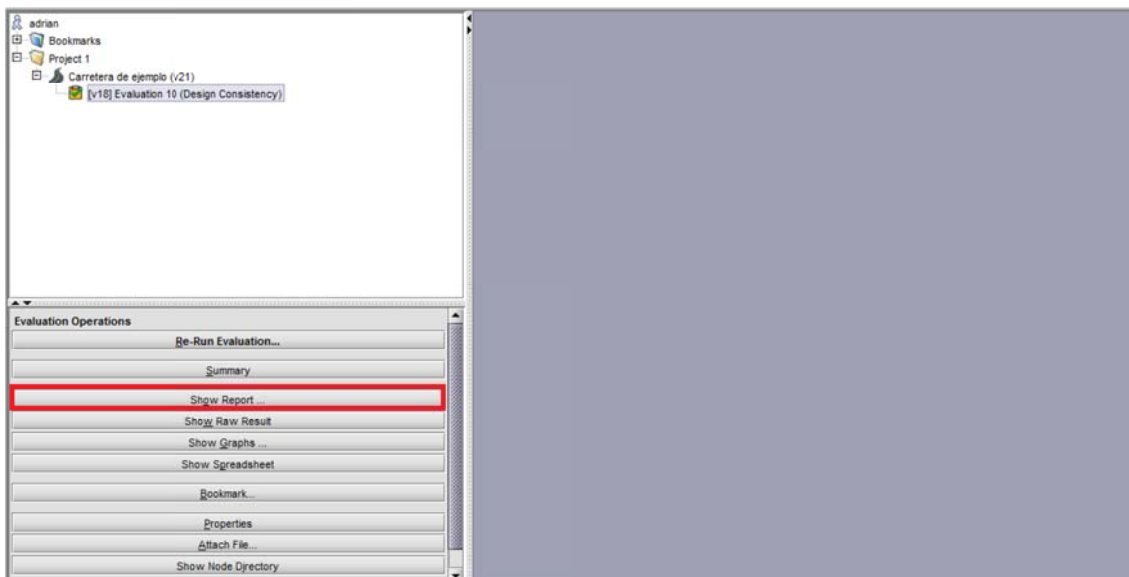 adrian
Bookmarks
Project 1
Carretera de ejemplo (v21)
[v18] Evaluation 10 (Design Consistency)
Evaluation Operations
Re-Run Evaluation...
Summary
Show Report ...
Show Raw Result
Show Graphs ...
Show Spreadsheet
Bookmark...
Properties
Attach File...
Show Node Directory